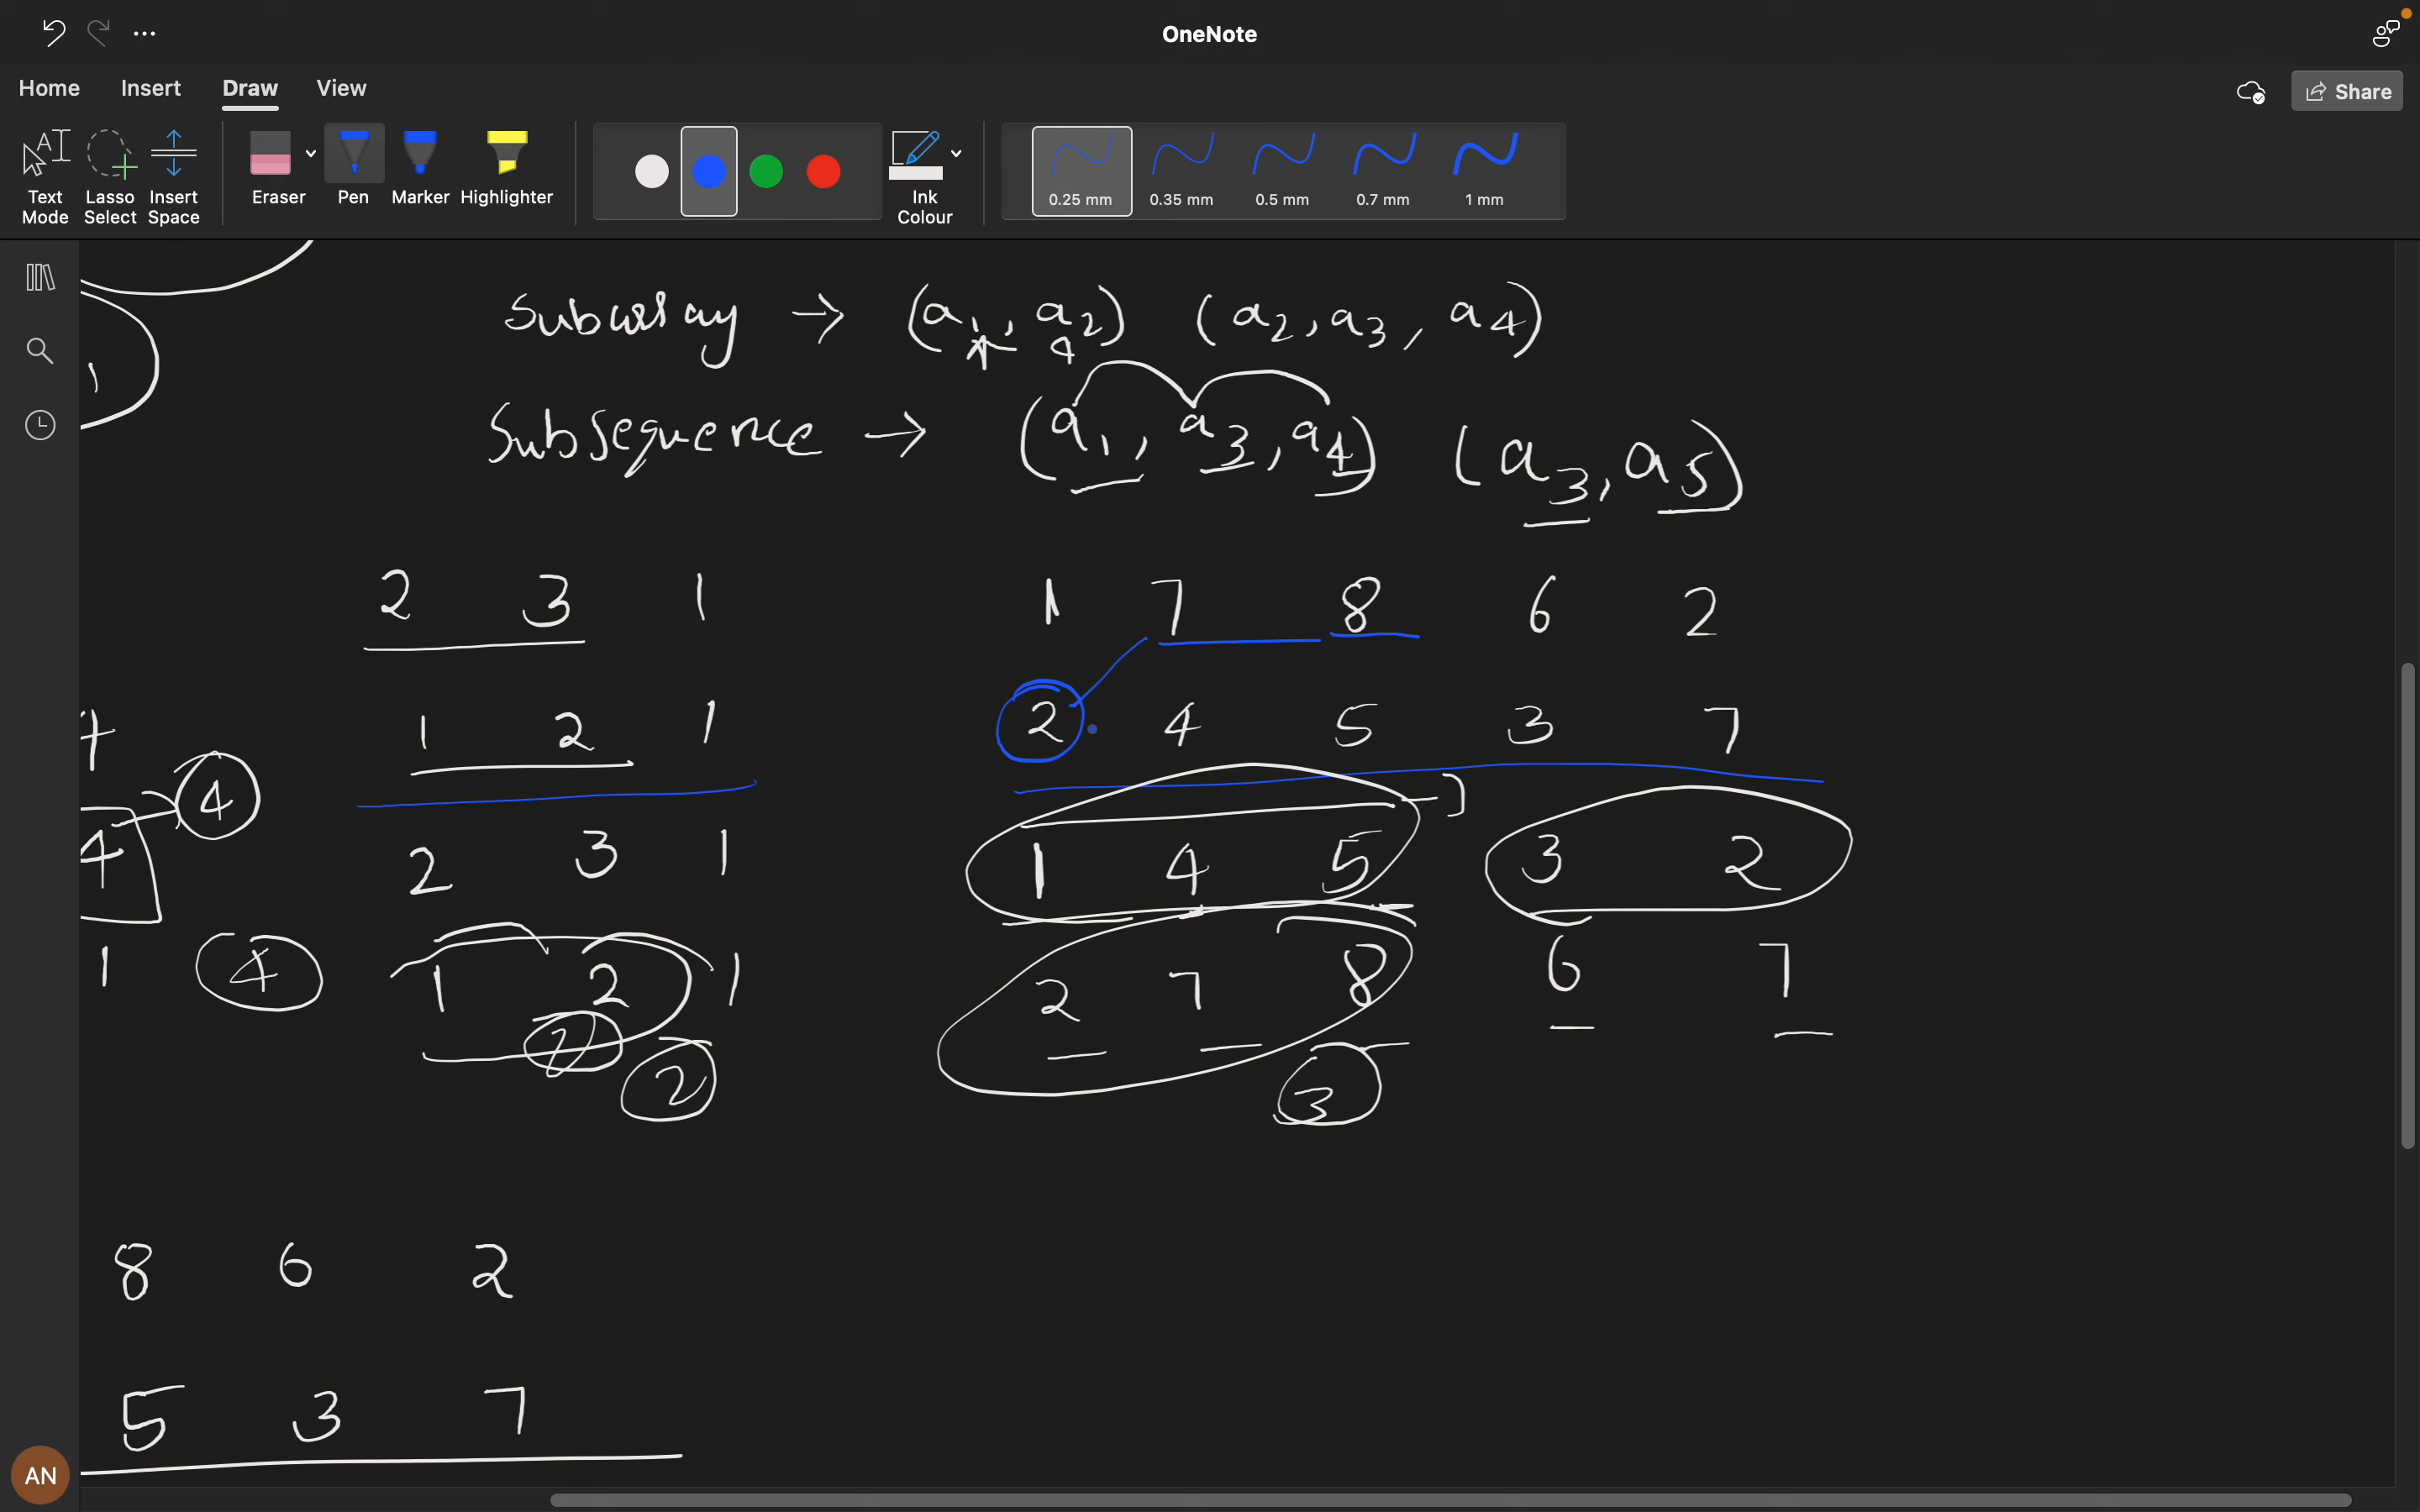 OneNote
Home Insert Draw View
Share
Text Mode
Lasso Select
Insert Space
Eraser
Pen
Marker
Highlighter
Ink Colour
0.25 mm 0.35 mm 0.5 mm 0.7 mm 1 mm
Subarray → (a1, a2) (a2, a3, a4)
Subsequence → (a1, a3, a4) (a3, a5)
2 3 1 1 7 8 6 2
1 2 1 2 4 5 3 7
4
4 2 3 1 1 4 5 3 2
1 4 1 2 1 2 7 8 6 7
2 3
8 6 2
5 3 7
AN